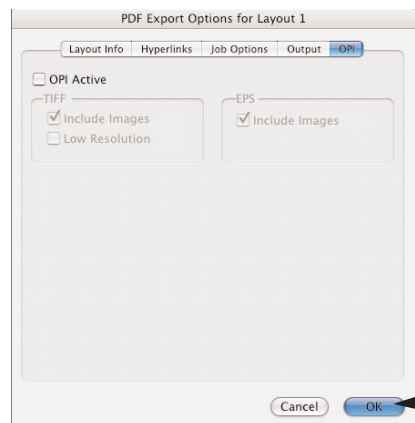 PDF Export Options for Layout 1
Layout Info Hyperlinks Job Options Output OPI
OPI Active
TIFF EPS
Include Images Include Images
Low Resolution
Cancel OK